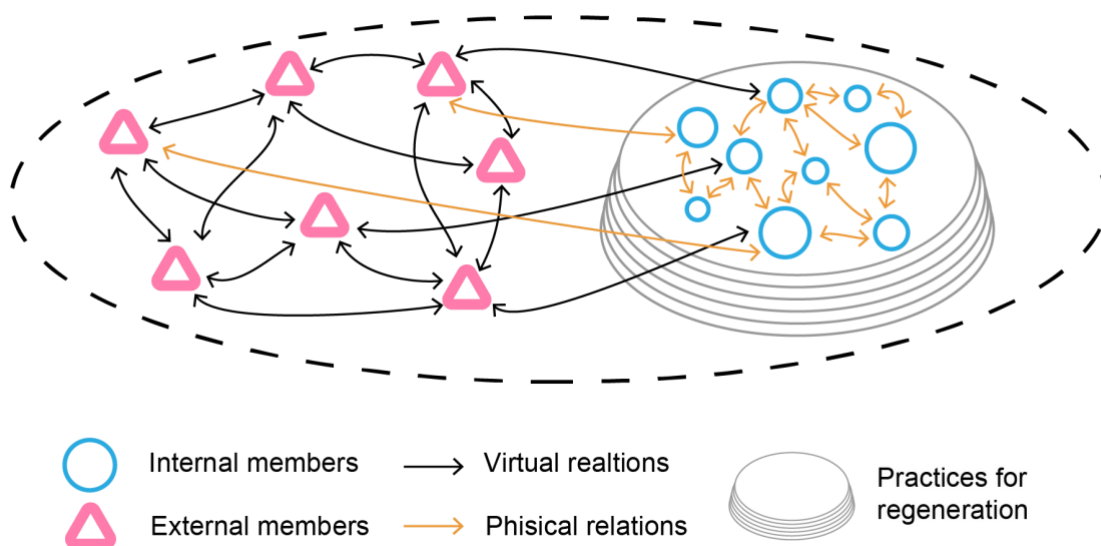 Internal members
Virtual realtions
Practices for
regeneration
External members
Phisical relations